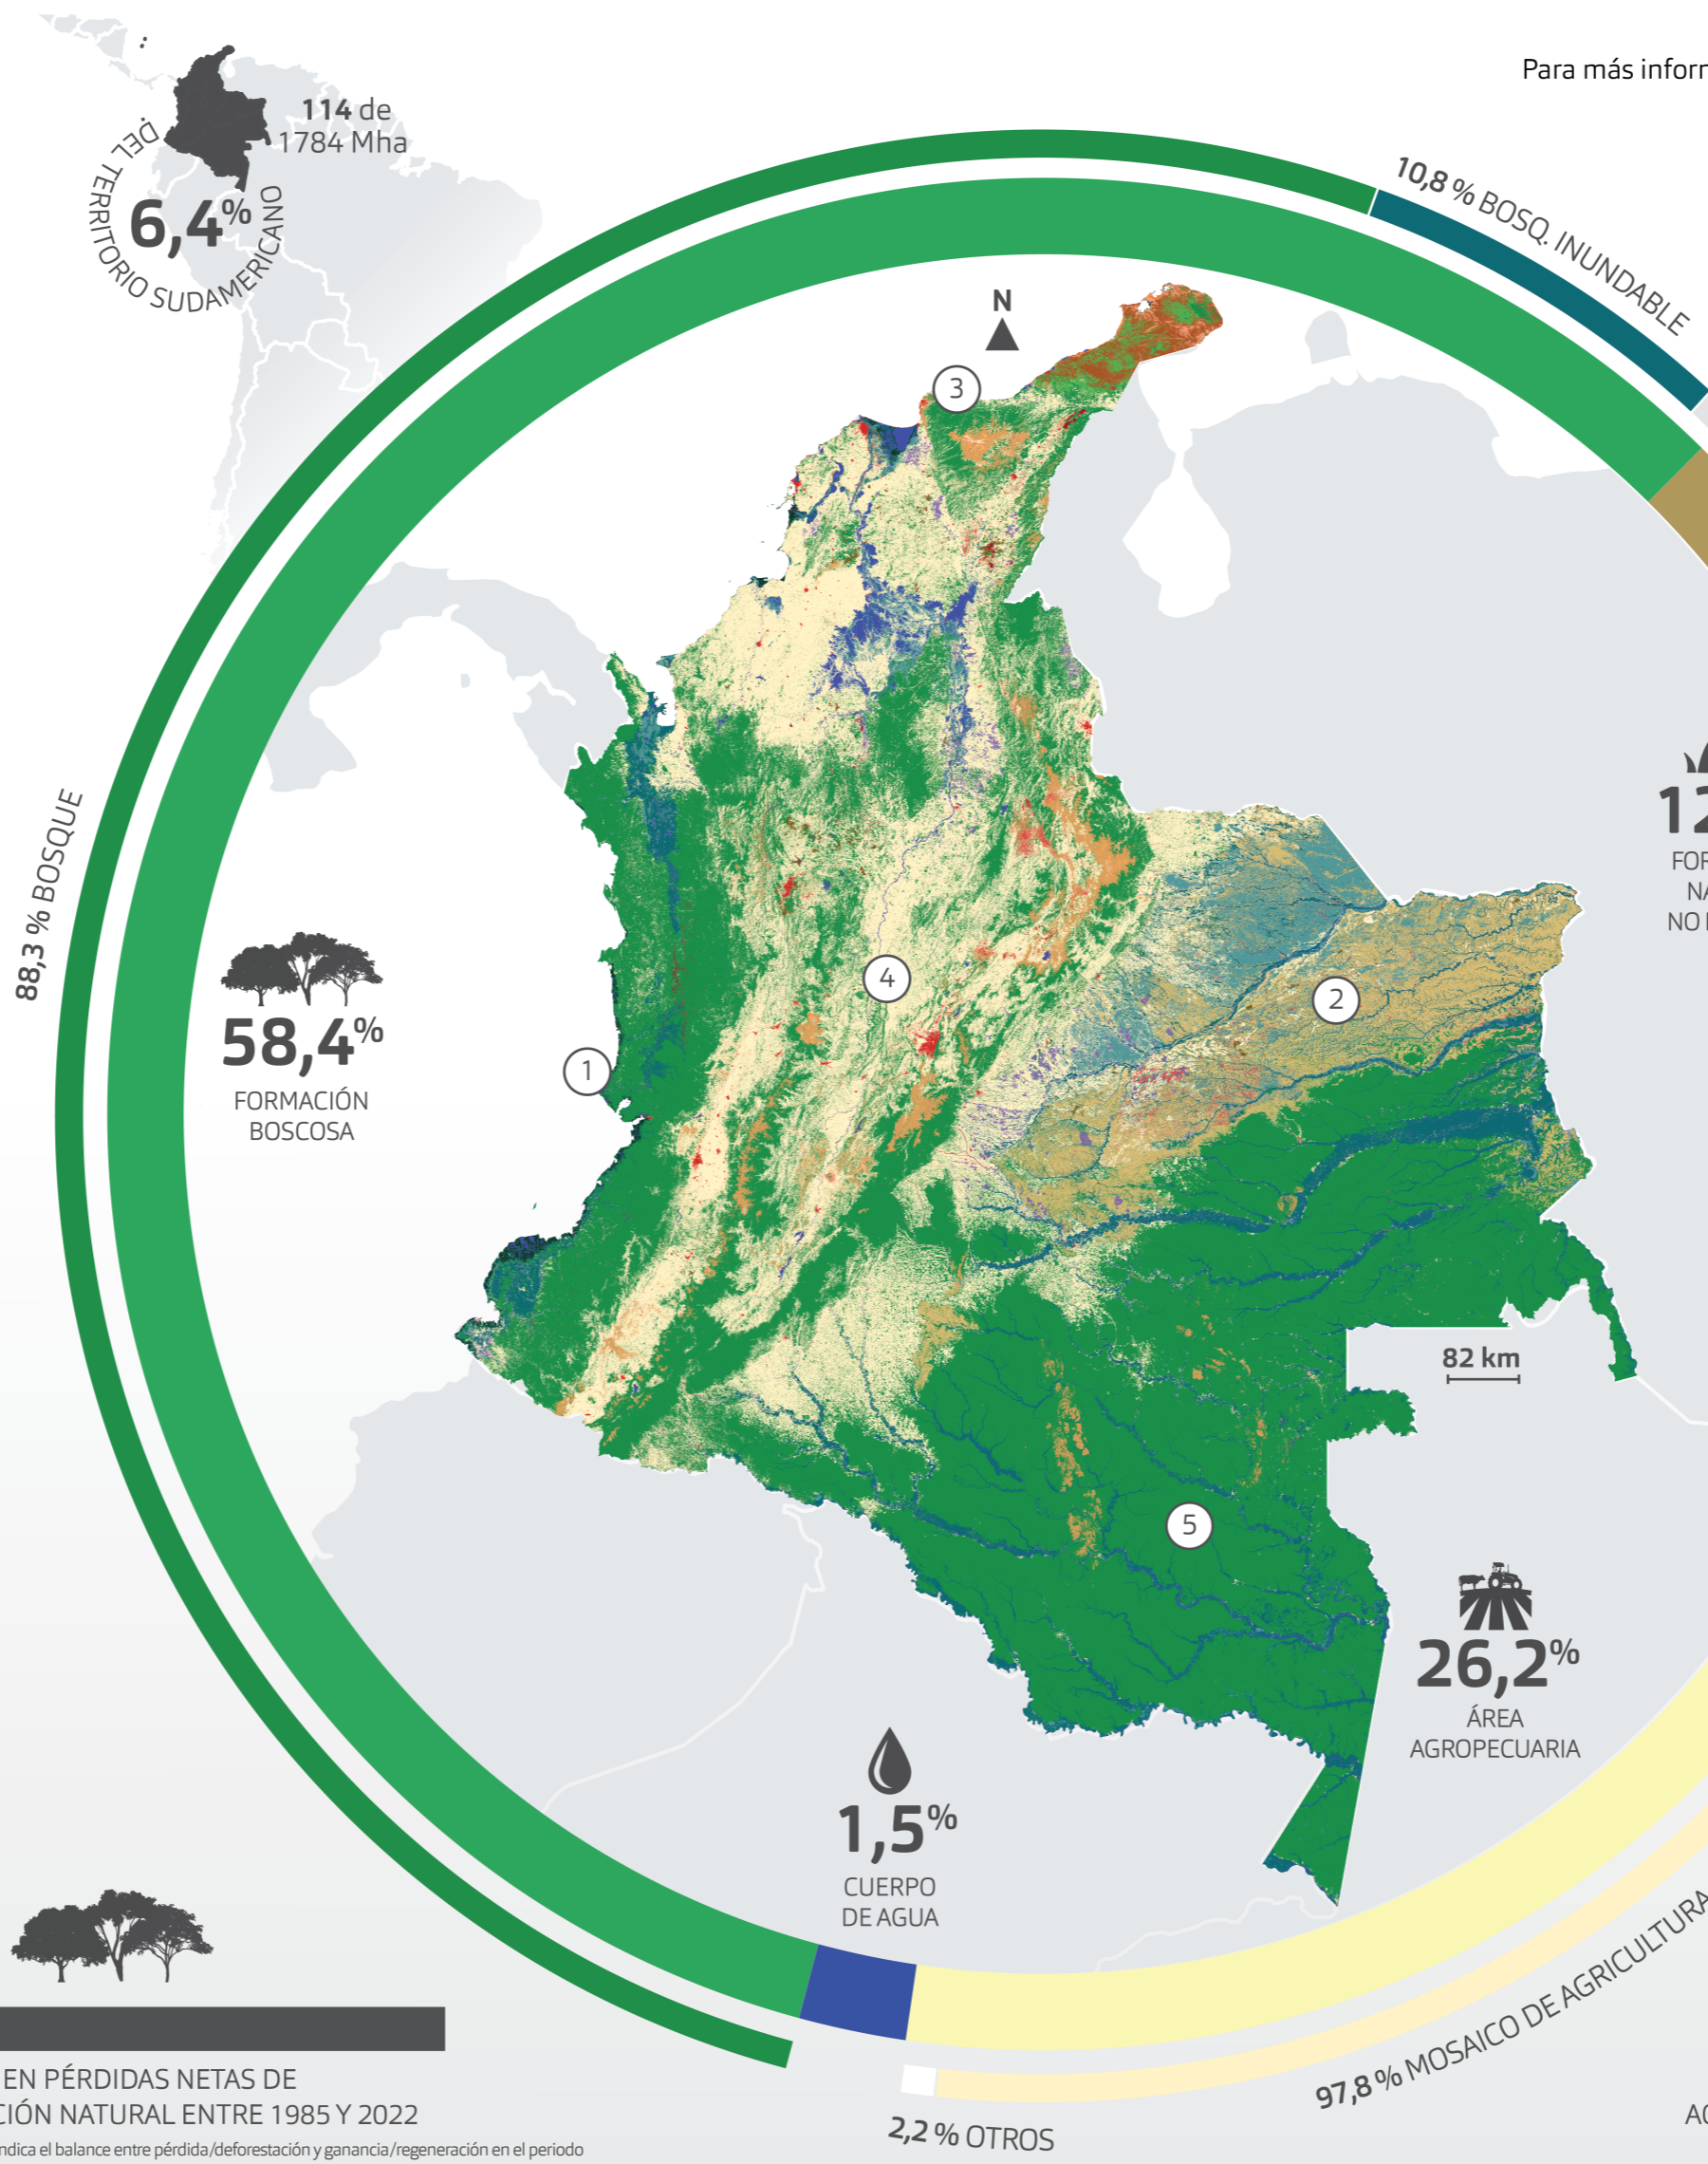 Para más inform
114 de
1784 Mha
6,4%
DEL TERRITORIO SUDAMERICANO
10,8 % BOSQ. INUNDABLE
N
3
88,3 % BOSQUE
12
FOR
NA
NO
58,4%
FORMACIÓN
BOSCOSA
4
2
1
82 km
5
26,2%
ÁREA
AGROPECUARIA
1,5%
CUERPO
DE AGUA
97,8 % MOSAICO DE AGRICULTURA
2,2 % OTROS
EN PÉRDIDAS NETAS DE
CIÓN NATURAL ENTRE 1985 Y 2022
ndica el balance entre pérdida/deforestación y ganancia/regeneración en el periodo